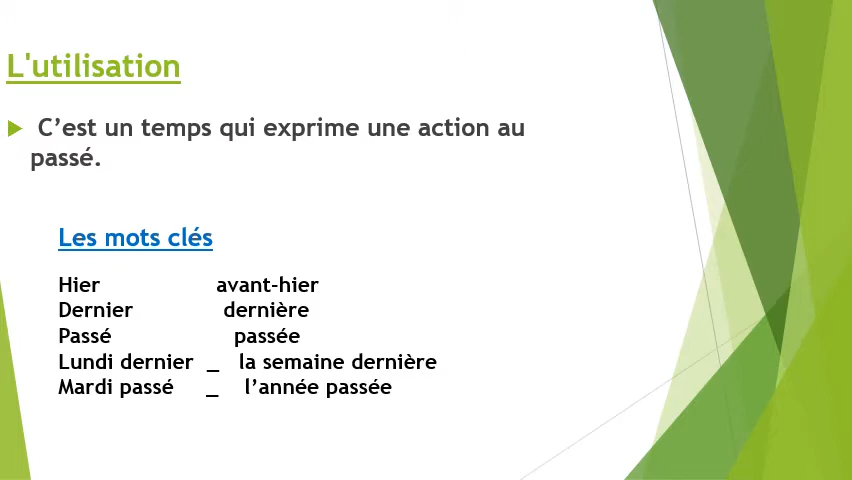 L'utilisation
C’est un temps qui exprime une action au
passé.
Les mots clés
Hier avant-hier
Dernier dernière
Passé passée
Lundi dernier _ la semaine dernière
Mardi passé _ l’année passée